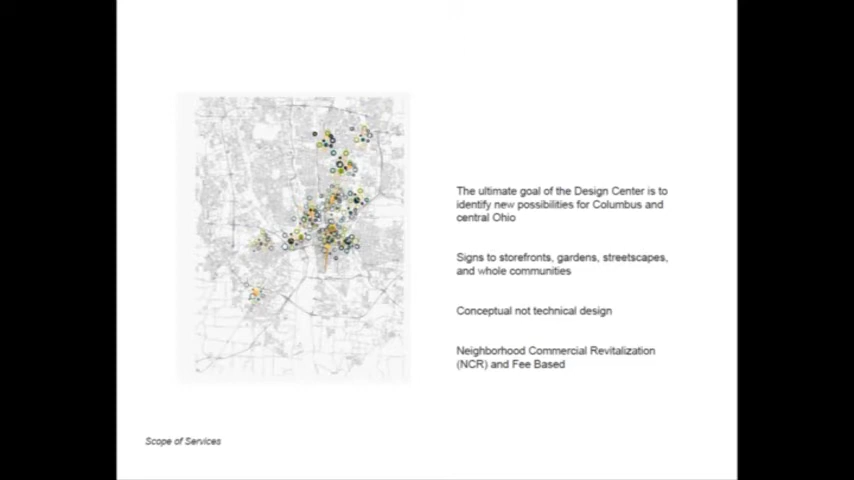 The ultimate goal of the Design Center is to
identify new possibilities for Columbus and
central Ohio
Signs to storefronts, gardens, streetscapes,
and whole communities
Conceptual not technical design
Neighborhood Commercial Revitalization
(NCR) and Fee Based
Scope of Services